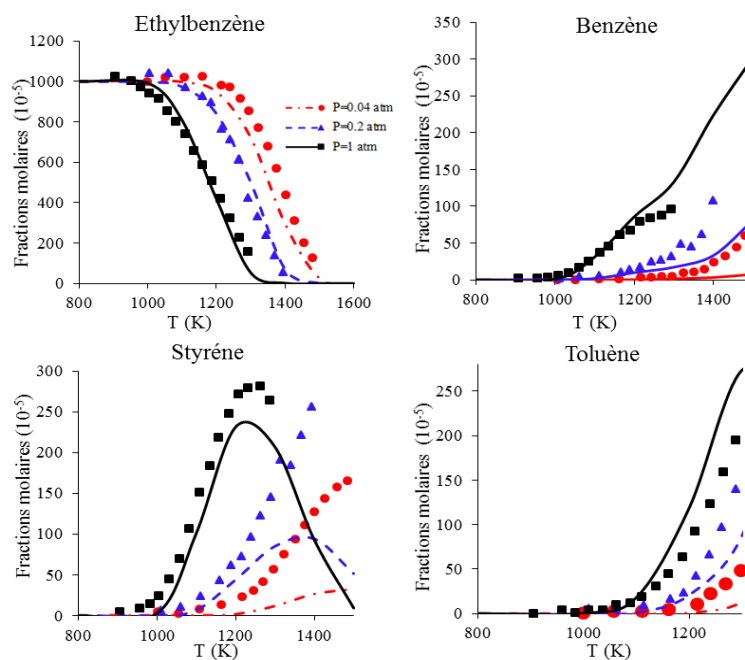 Ethylbenzène
Fractions molaires (10-5)
1200
1000
800
600
400
200
0
P=0.04 atm
P=0.2 atm
P=1 atm
800 1000 1200 1400 1600
T (K)
Benzène
Fractions molaires (10-5)
350
300
250
200
150
100
50
0
800 1000 1200 1400
T (K)
Styréne
Fractions molaires (10-5)
300
250
200
150
100
50
0
800 1000 1200 1400
T (K)
Toluène
Fractions molaires (10-5)
250
200
150
100
50
0
800 1000 1200
T (K)